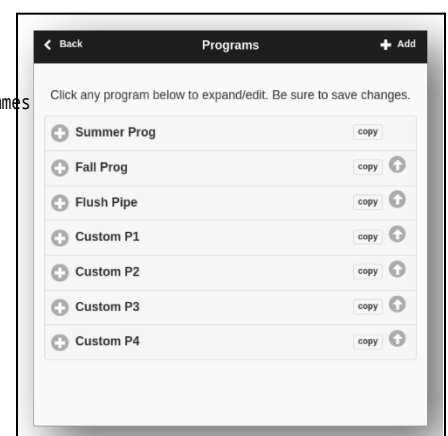 Back Programs Add
Click any program below to expand/edit. Be sure to save changes.
Summer Prog copy
Fall Prog copy
Flush Pipe copy
Custom P1 copy
Custom P2 copy
Custom P3 copy
Custom P4 copy